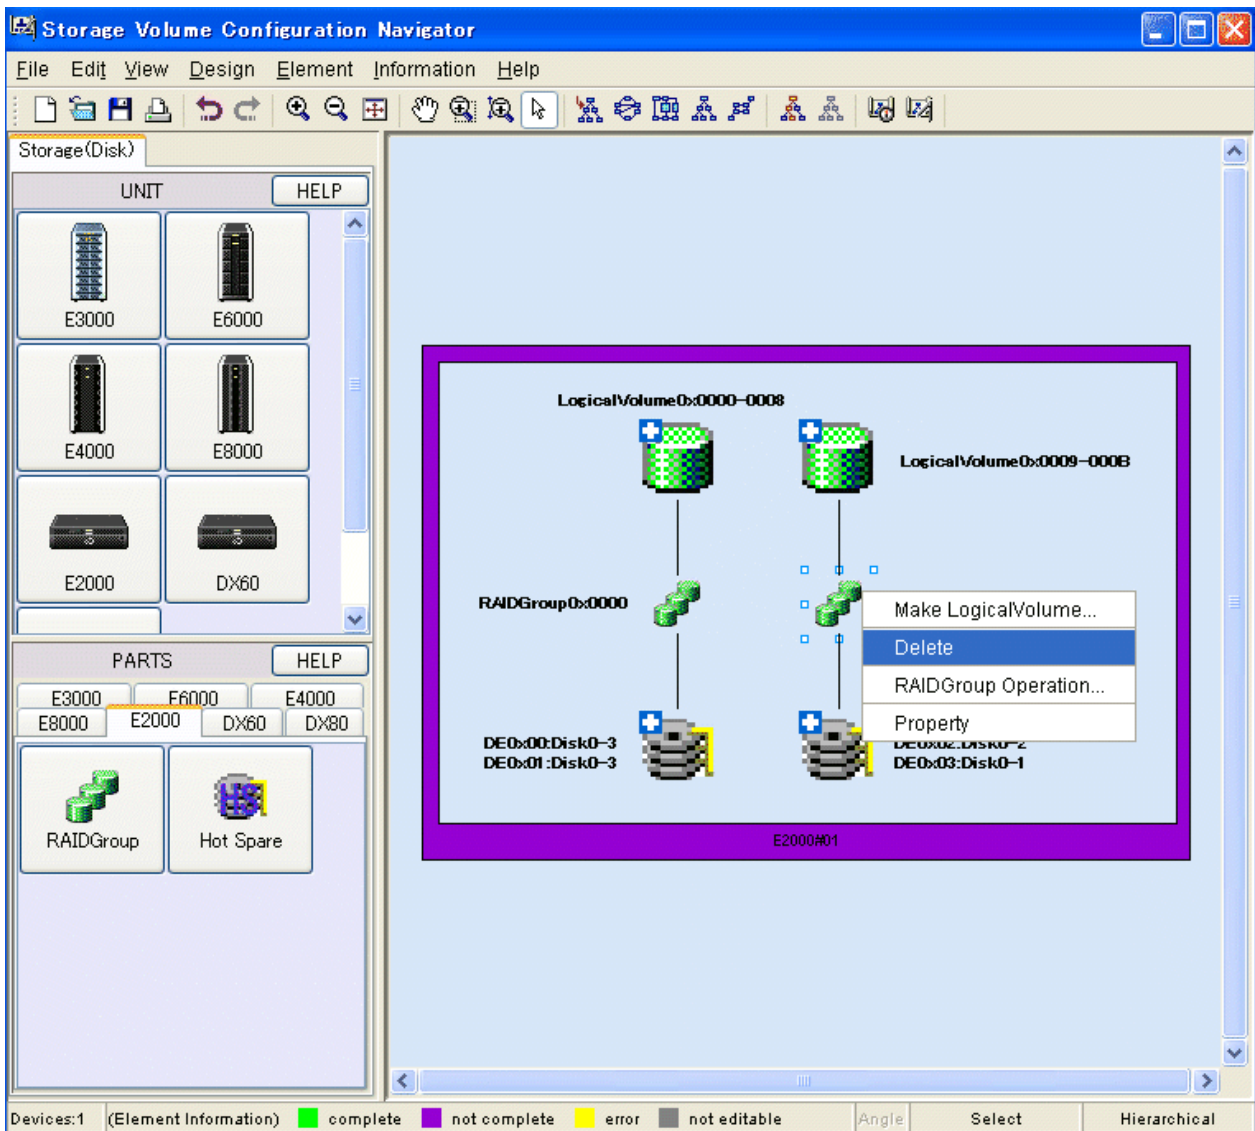 Storage Volume Configuration Navigator
File Edit View Design Element Information Help
Storage(Disk)
UNIT HELP
E3000 E6000
E4000 E8000
E2000 DX60
PARTS HELP
E3000 E6000 E4000
E8000 E2000 DX60 DX80
RAIDGroup Hot Spare
LogicalVolume0x0000-0008
LogicalVolume0x0009-000B
RAIDGroup0x0000
Make LogicalVolume...
Delete
RAIDGroup Operation...
Property
DE0x00:Disk0-3
DE0x01:Disk0-3
DE0x02:Disk0-2
DE0x03:Disk0-1
E2000#01
Devices:1 (Element Information) complete not complete error not editable Angle Select Hierarchical